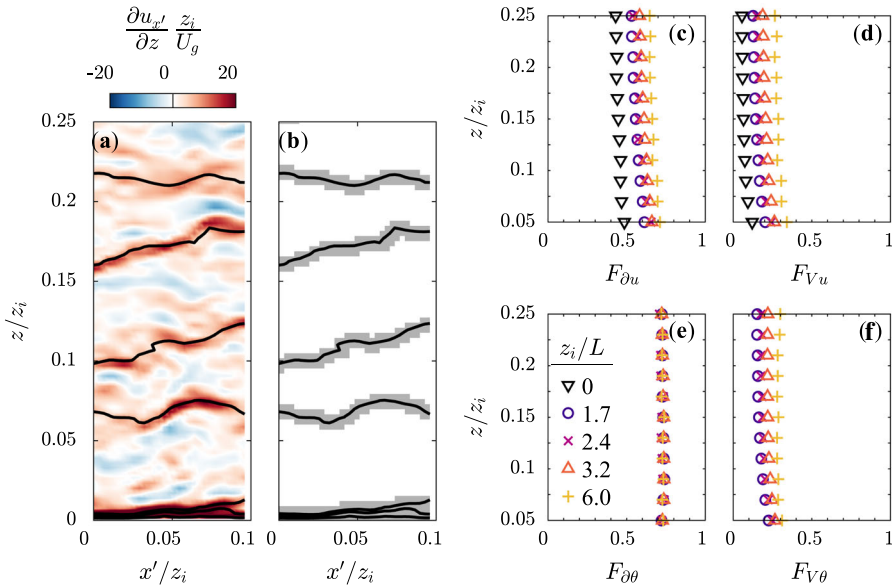 ∂u_{x'}/∂z z_i/U_g
-20 0 20
(a)
0.25
0.2
0.15
0.1
0.05
0
z/z_i
0 0.05 0.1
x'/z_i
(b)
0 0.05 0.1
x'/z_i
(c)
0.25
0.2
0.15
0.1
0.05
z/z_i
0 0.5 1
F_{∂u}
(d)
0 0.5 1
F_{Vu}
(e)
0.25
0.2
0.15
0.1
0.05
z/z_i
z_i/L
0
1.7
2.4
3.2
6.0
0 0.5 1
F_{∂θ}
(f)
0 0.5 1
F_{Vθ}